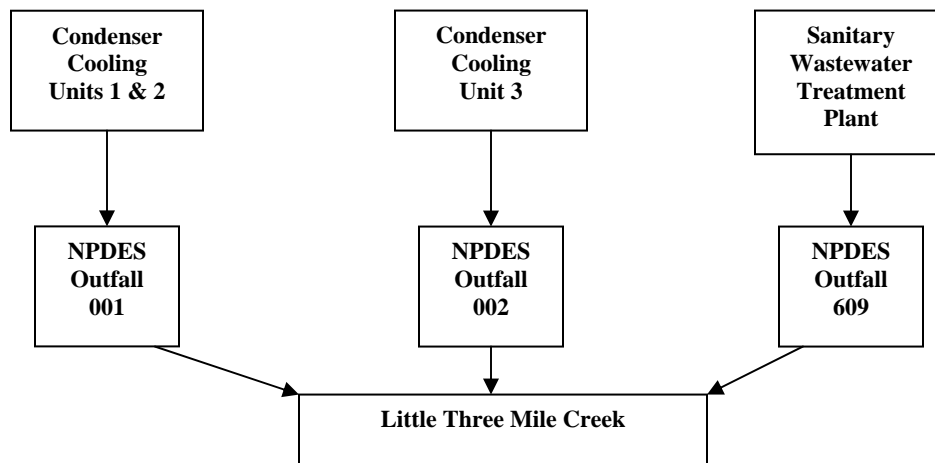 Condenser
Cooling
Units 1 & 2
Condenser
Cooling
Unit 3
Sanitary
Wastewater
Treatment
Plant
NPDES
Outfall
001
NPDES
Outfall
002
NPDES
Outfall
609
Little Three Mile Creek